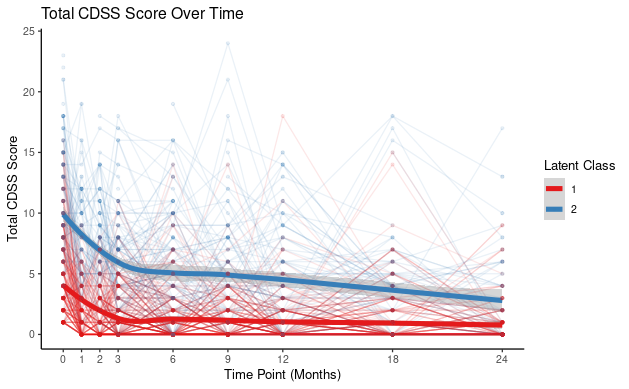 Total CDSS Score Over Time
25
20
15
10
5
0
Total CDSS Score
0 1 2 3 6 9 12 18 24
Time Point (Months)
Latent Class
1
2